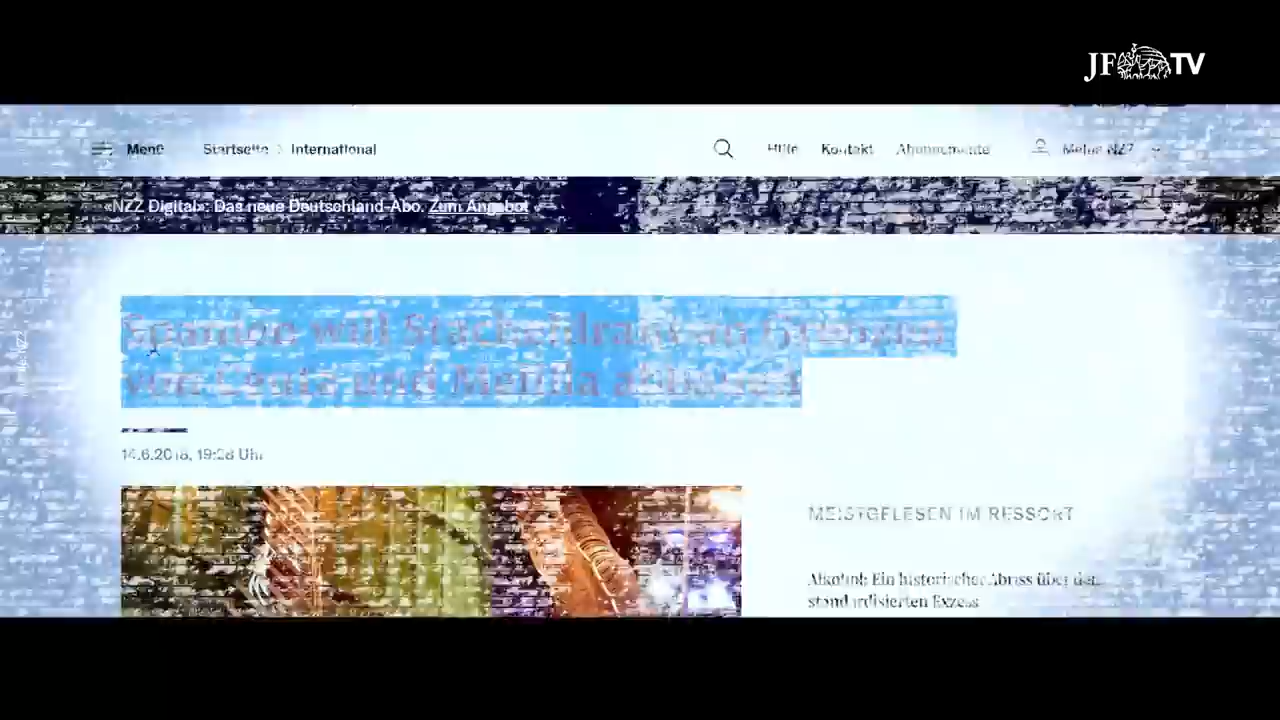 JF TV
Menü Startseite International Hilfe Kontakt Abonnemente Meine NZZ
«NZZ Digital»: Das neue Deutschland-Abo. Zum Angebot
Spanien will Stacheldraht an Grenzen
von Ceuta und Melilla abbauen
14.6.2018, 19:28 Uhr
MEISTGELESEN IM RESSORT
Alkohol: Ein historischer Abriss über den
standardisierten Exzess